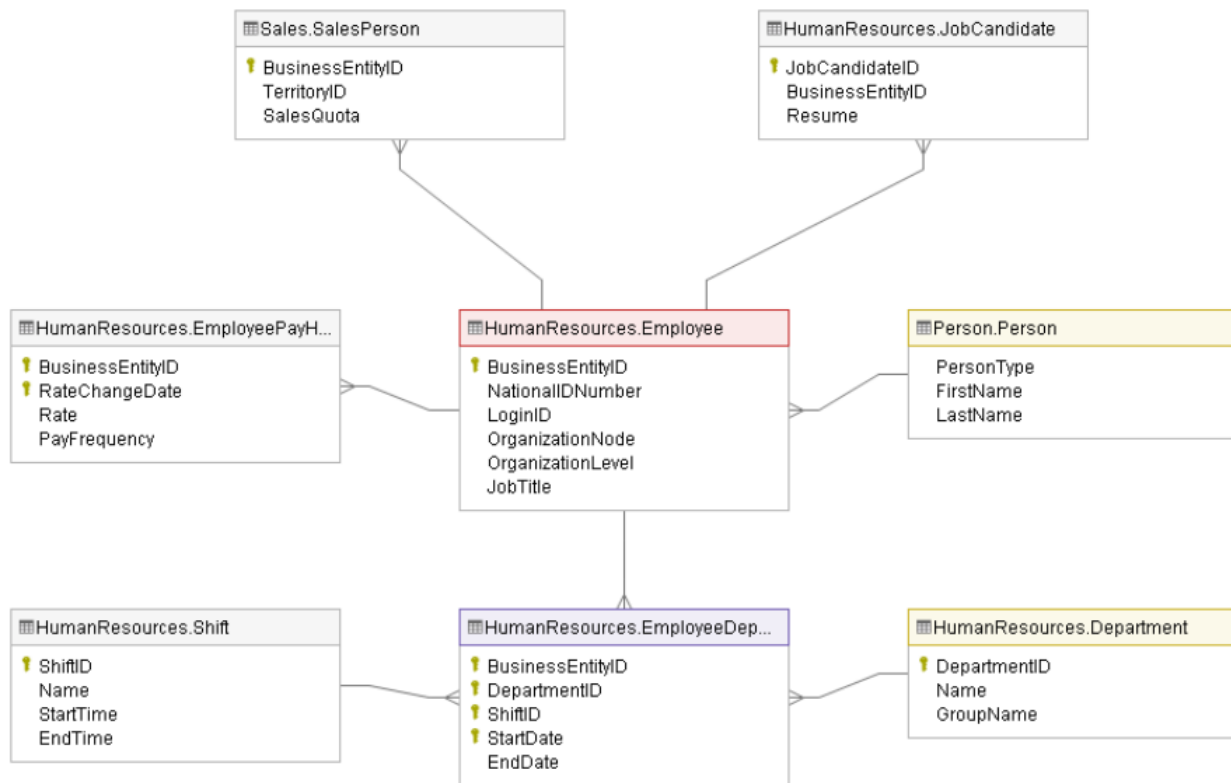 Sales.SalesPerson
BusinessEntityID
TerritoryID
SalesQuota
HumanResources.JobCandidate
JobCandidateID
BusinessEntityID
Resume
HumanResources.EmployeePayH...
BusinessEntityID
RateChangeDate
Rate
PayFrequency
HumanResources.Employee
BusinessEntityID
NationalIDNumber
LoginID
OrganizationNode
OrganizationLevel
JobTitle
Person.Person
PersonType
FirstName
LastName
HumanResources.Shift
ShiftID
Name
StartTime
EndTime
HumanResources.EmployeeDep...
BusinessEntityID
DepartmentID
ShiftID
StartDate
EndDate
HumanResources.Department
DepartmentID
Name
GroupName